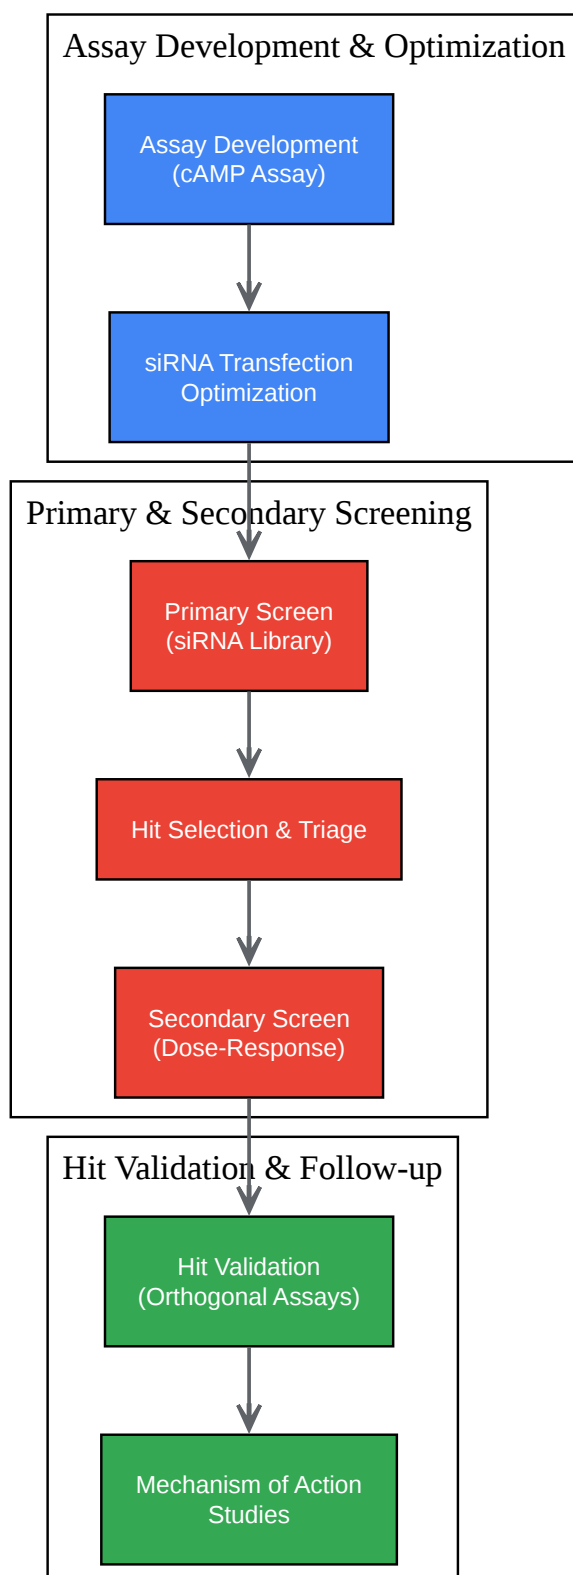 Assay Development & Optimization
Assay Development
(cAMP Assay)
siRNA Transfection
Optimization
Primary & Secondary Screening
Primary Screen
(siRNA Library)
Hit Selection & Triage
Secondary Screen
(Dose-Response)
Hit Validation & Follow-up
Hit Validation
(Orthogonal Assays)
Mechanism of Action
Studies